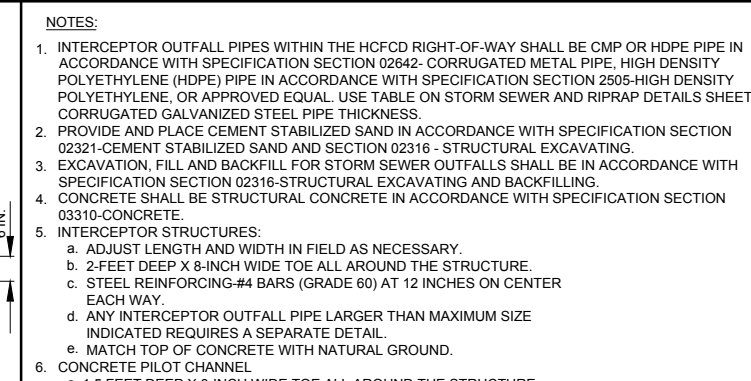 NOTES:
1. INTERCEPTOR OUTFALL PIPES WITHIN THE HCFCD RIGHT-OF-WAY SHALL BE CMP OR HDPE PIPE IN
ACCORDANCE WITH SPECIFICATION SECTION 02642- CORRUGATED METAL PIPE, HIGH DENSITY
POLYETHYLENE (HDPE) PIPE IN ACCORDANCE WITH SPECIFICATION SECTION 2505-HIGH DENSITY
POLYETHYLENE, OR APPROVED EQUAL. USE TABLE ON STORM SEWER AND RIPRAP DETAILS SHEET
CORRUGATED GALVANIZED STEEL PIPE THICKNESS.
2. PROVIDE AND PLACE CEMENT STABILIZED SAND IN ACCORDANCE WITH SPECIFICATION SECTION
02321-CEMENT STABILIZED SAND AND SECTION 02316 - STRUCTURAL EXCAVATING.
3. EXCAVATION, FILL AND BACKFILL FOR STORM SEWER OUTFALLS SHALL BE IN ACCORDANCE WITH
SPECIFICATION SECTION 02316-STRUCTURAL EXCAVATING AND BACKFILLING.
4. CONCRETE SHALL BE STRUCTURAL CONCRETE IN ACCORDANCE WITH SPECIFICATION SECTION
03310-CONCRETE.
5. INTERCEPTOR STRUCTURES:
a. ADJUST LENGTH AND WIDTH IN FIELD AS NECESSARY.
b. 2-FEET DEEP X 8-INCH WIDE TOE ALL AROUND THE STRUCTURE.
c. STEEL REINFORCING-#4 BARS (GRADE 60) AT 12 INCHES ON CENTER
EACH WAY.
d. ANY INTERCEPTOR OUTFALL PIPE LARGER THAN MAXIMUM SIZE
INDICATED REQUIRES A SEPARATE DETAIL.
e. MATCH TOP OF CONCRETE WITH NATURAL GROUND.
6. CONCRETE PILOT CHANNEL
IN.